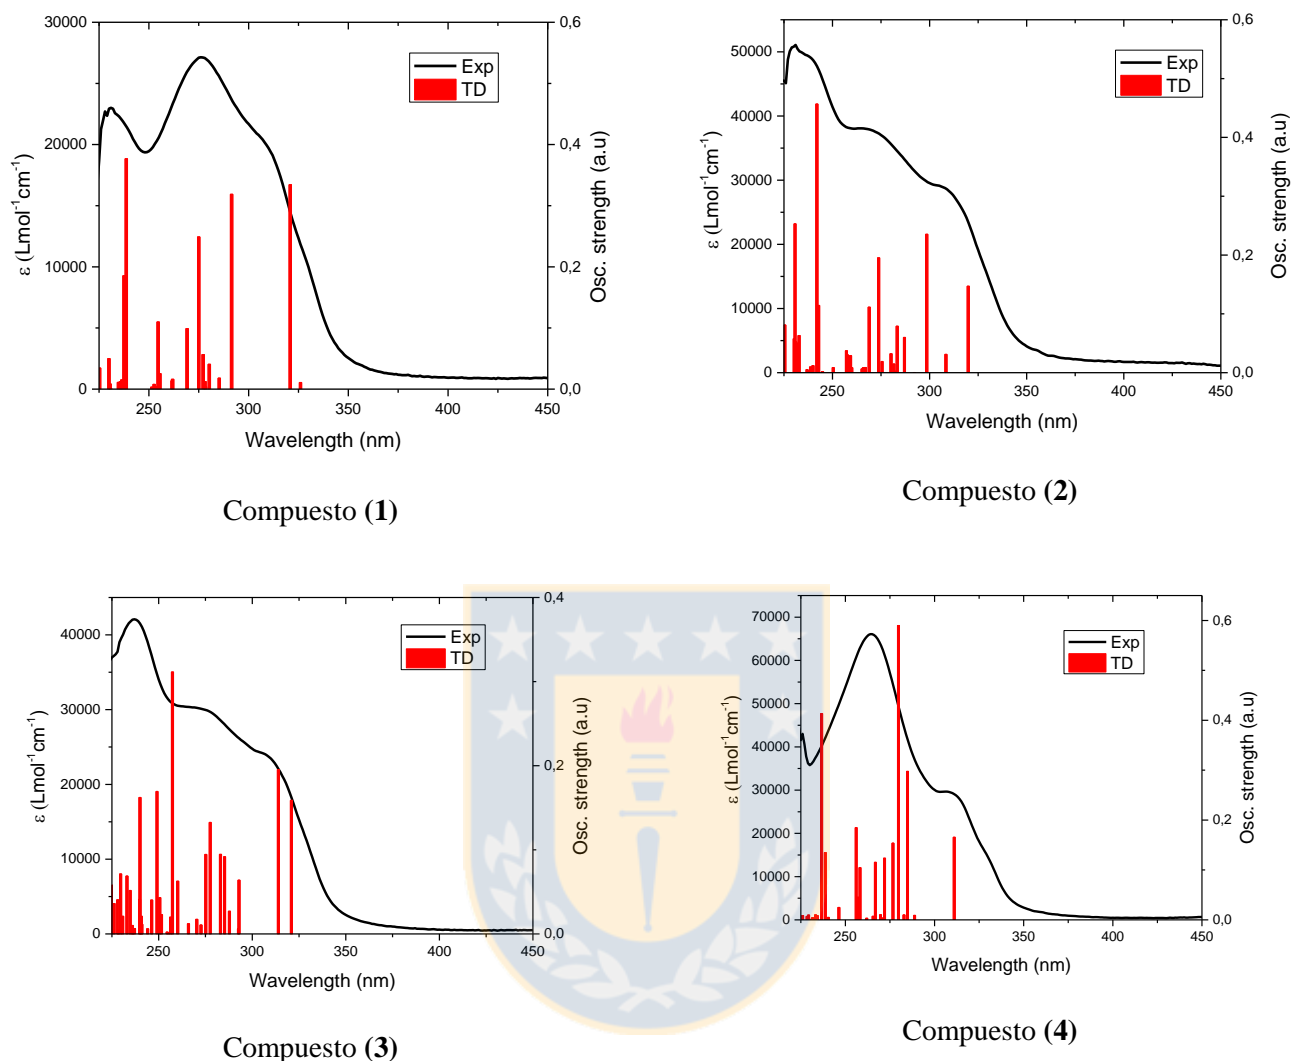 30000
20000
10000
0
ε (Lmol⁻¹cm⁻¹)
0,6
0,4
0,2
0,0
Osc. strength (a.u)
Exp
TD
250 300 350 400 450
Wavelength (nm)
Compuesto (1)
50000
40000
30000
20000
10000
0
ε (Lmol⁻¹cm⁻¹)
0,6
0,4
0,2
0,0
Osc. strength (a.u)
Exp
TD
250 300 350 400 450
Wavelength (nm)
Compuesto (2)
40000
30000
20000
10000
0
ε (Lmol⁻¹cm⁻¹)
0,4
0,2
0,0
Osc. strength (a.u)
Exp
TD
250 300 350 400 450
Wavelength (nm)
Compuesto (3)
70000
60000
50000
40000
30000
20000
10000
0
ε (Lmol⁻¹cm⁻¹)
0,6
0,4
0,2
0,0
Osc. strength (a.u)
Exp
TD
250 300 350 400 450
Wavelength (nm)
Compuesto (4)